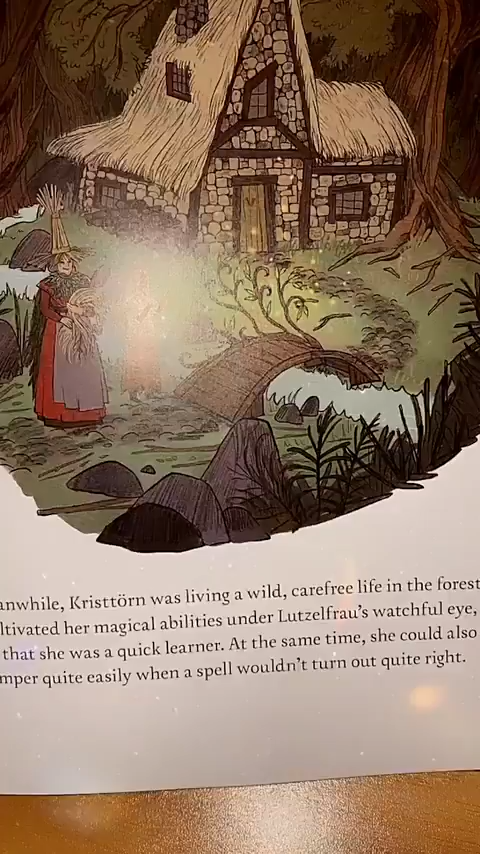 anwhile, Kristtörn was living a wild, carefree life in the forest
ltivated her magical abilities under Lutzelfrau’s watchful eye,
that she was a quick learner. At the same time, she could also
mper quite easily when a spell wouldn’t turn out quite right.